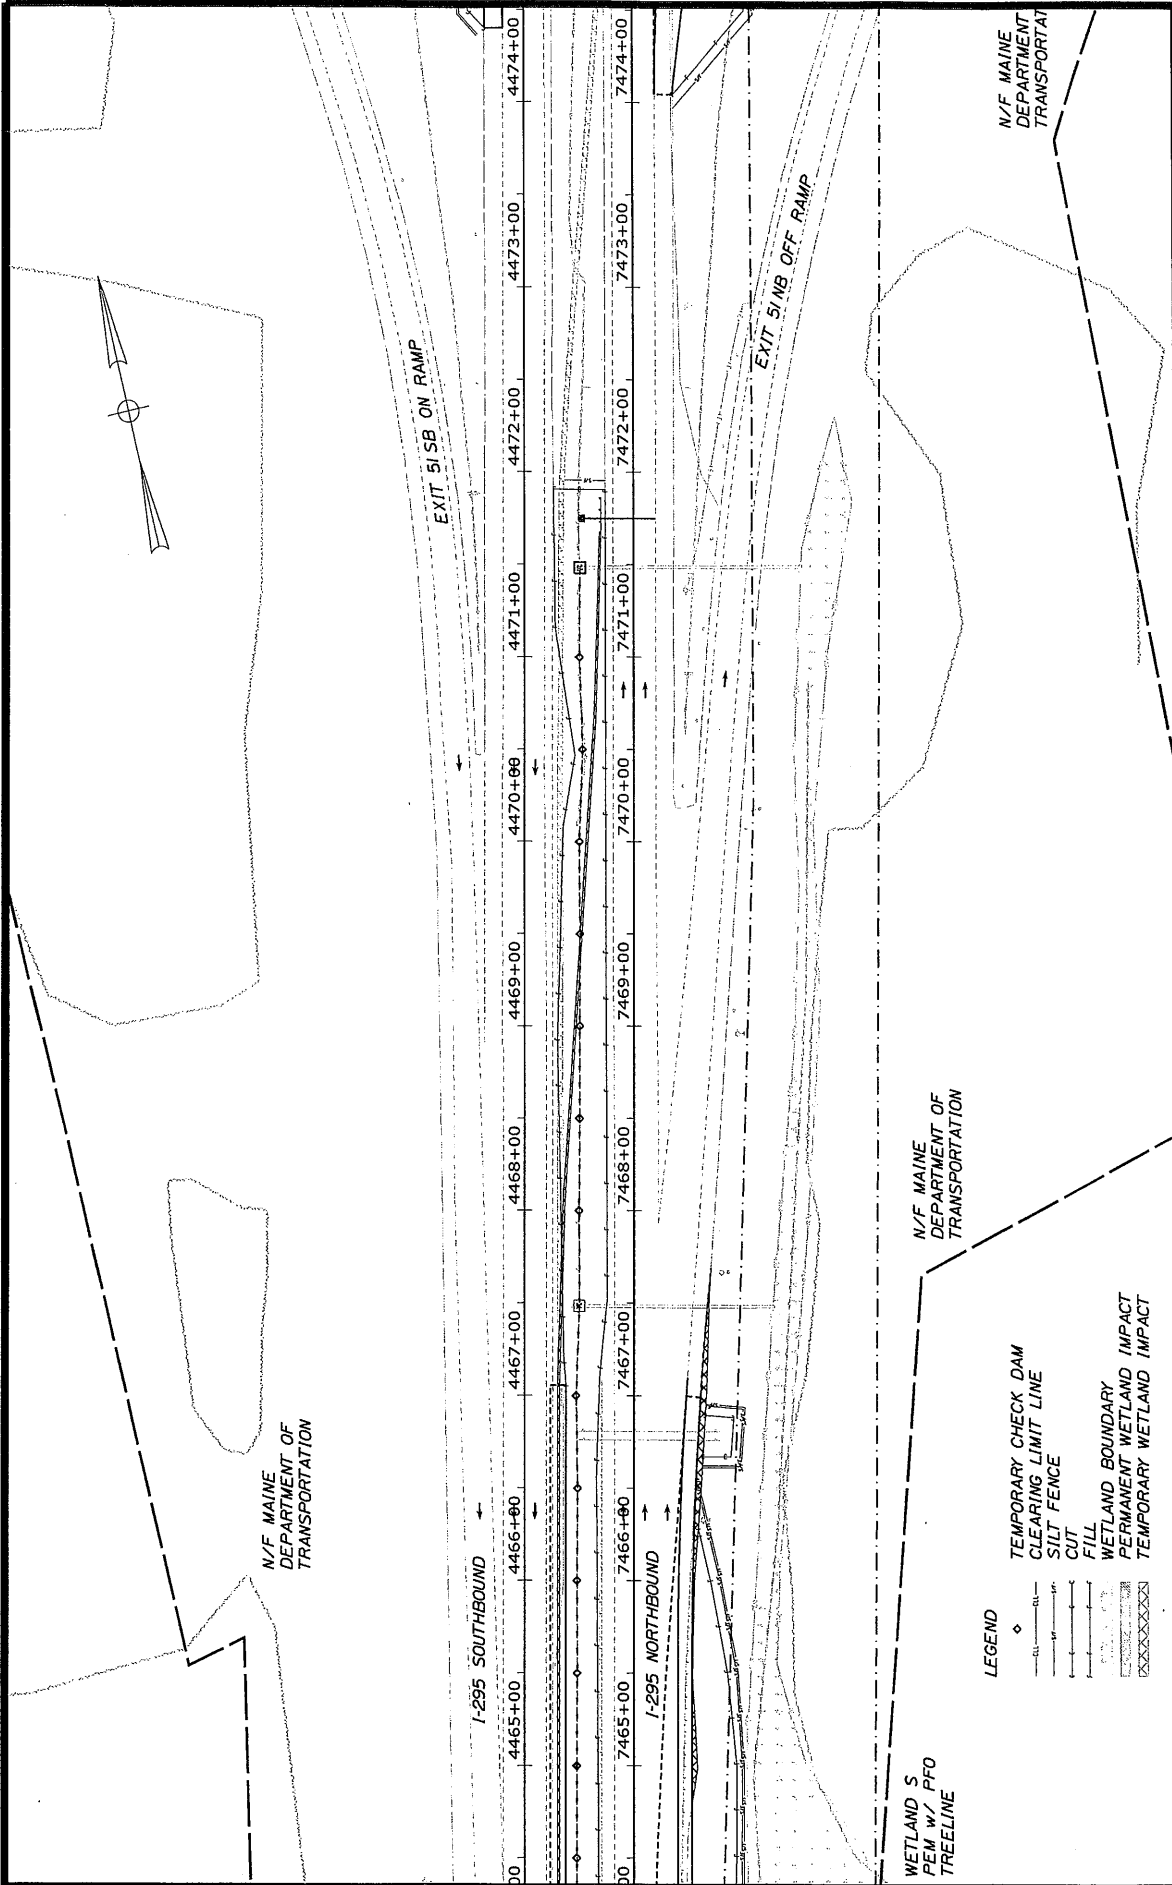 N/F MAINE
DEPARTMENT
TRANSPORTAT
EXIT 51 SB ON RAMP
EXIT 51 NB OFF RAMP
4474+00
4473+00
4472+00
4471+00
4470+00
4469+00
4468+00
4467+00
4466+00
4465+00
00
7474+00
7473+00
7472+00
7471+00
7470+00
7469+00
7468+00
7467+00
7466+00
7465+00
00
I-295 SOUTHBOUND
I-295 NORTHBOUND
N/F MAINE
DEPARTMENT OF
TRANSPORTATION
N/F MAINE
DEPARTMENT OF
TRANSPORTATION
WETLAND S
PEM w/ PFO
TREELINE
LEGEND
TEMPORARY CHECK DAM
CLEARING LIMIT LINE
SILT FENCE
CUT
FILL
WETLAND BOUNDARY
PERMANENT WETLAND IMPACT
TEMPORARY WETLAND IMPACT